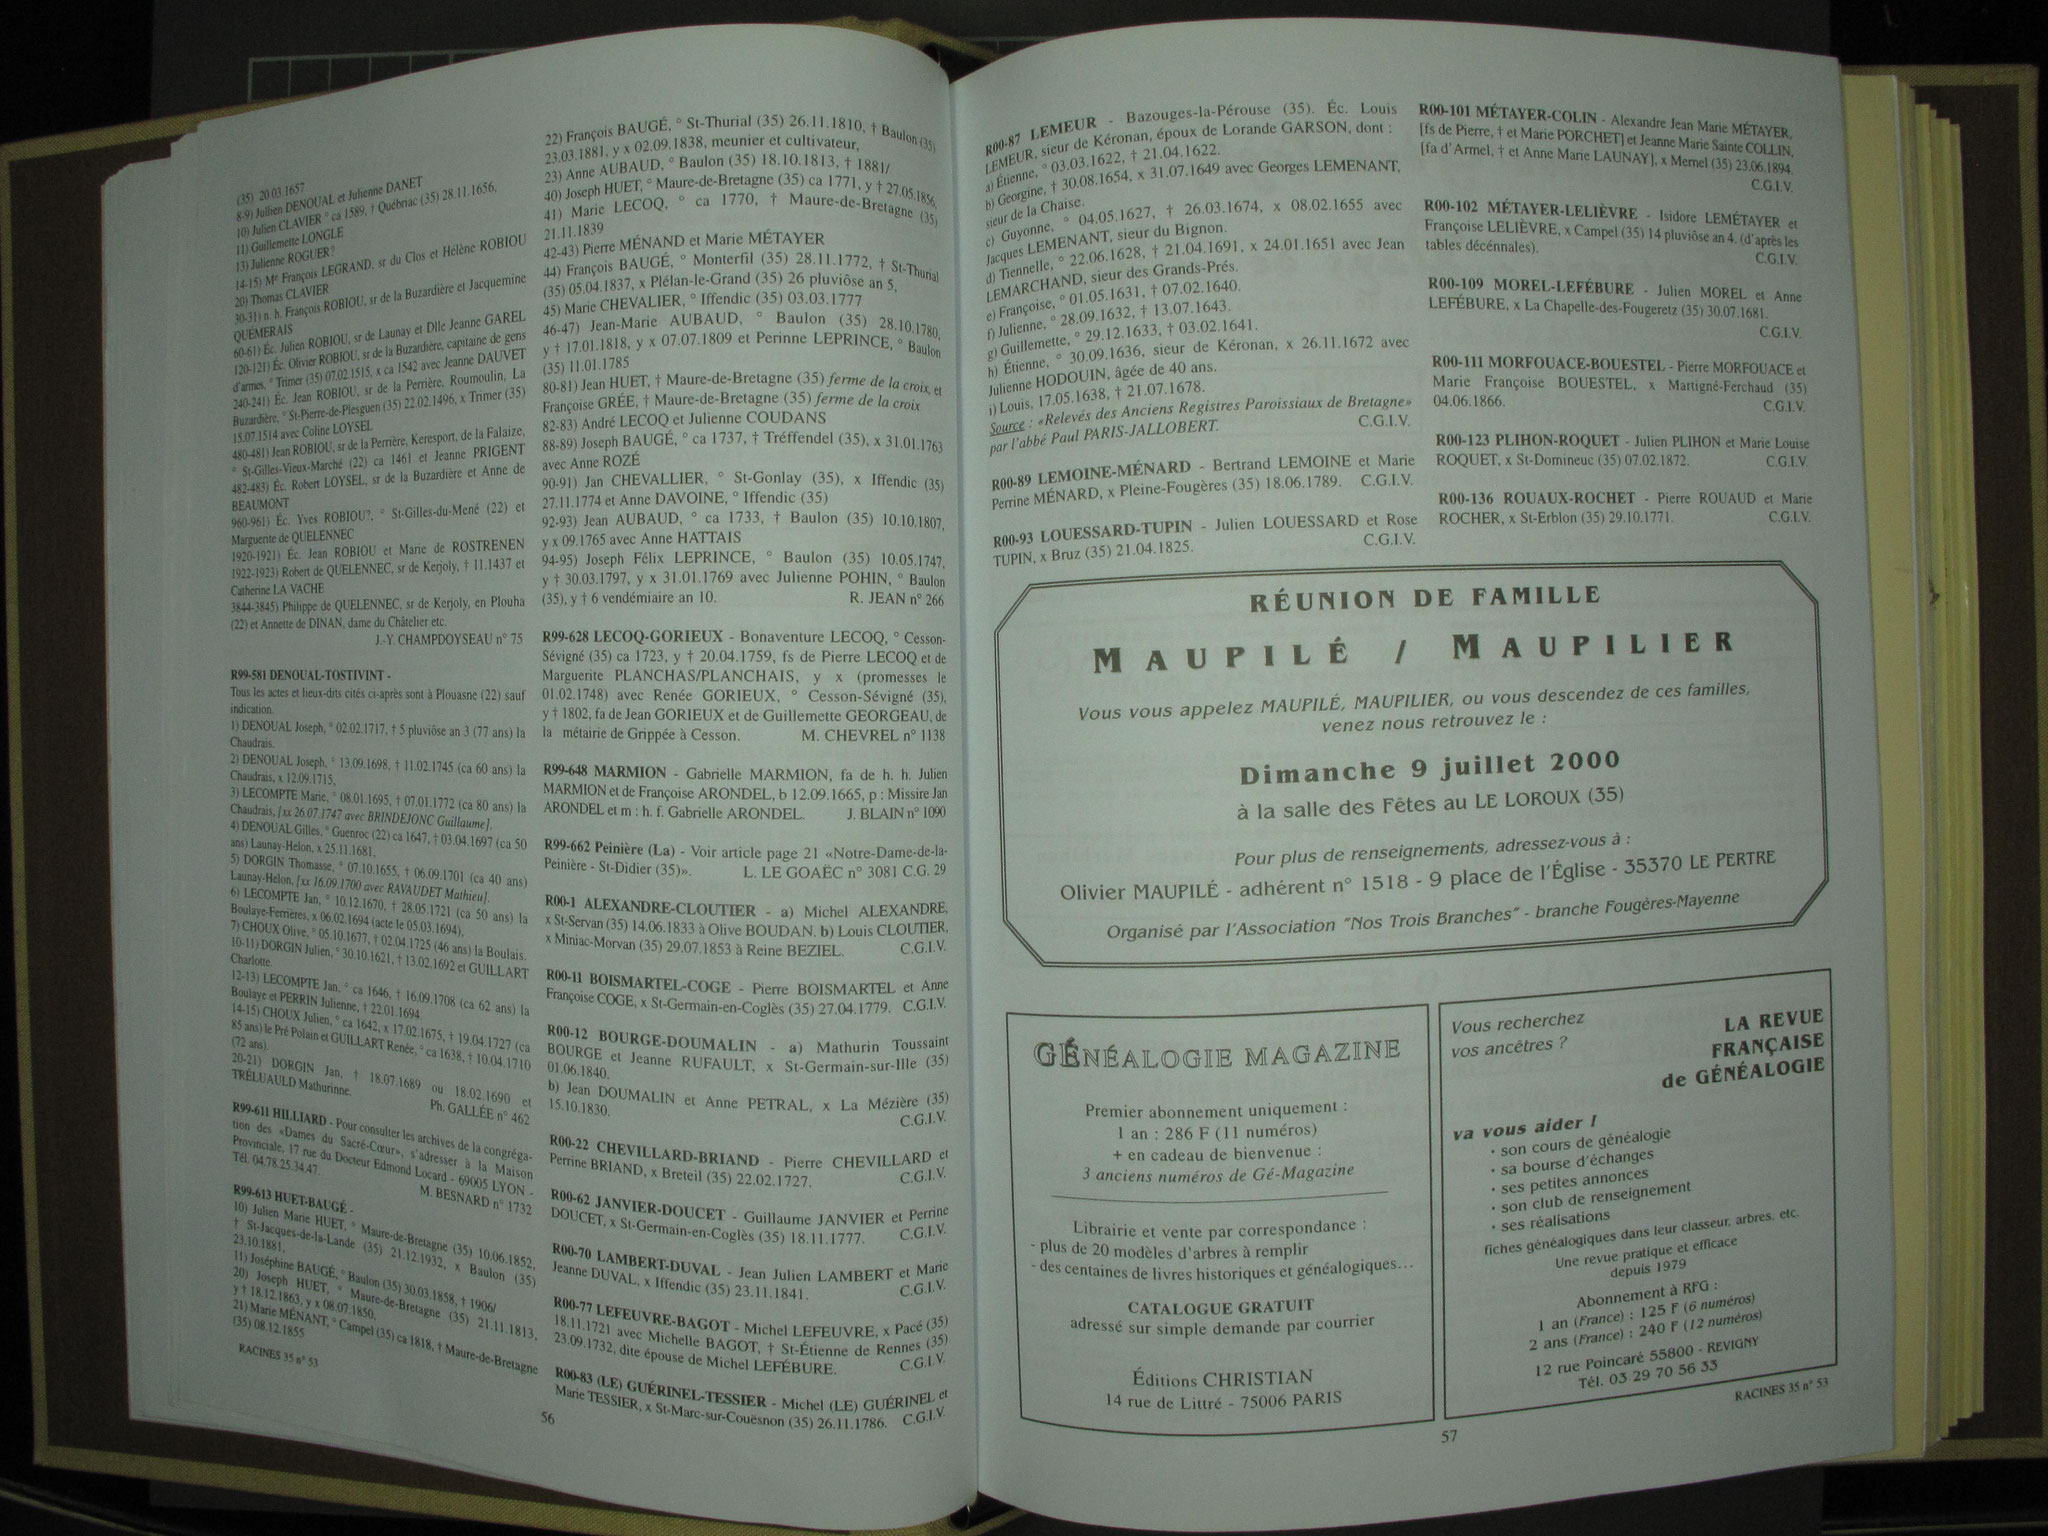 (35) 20.03.1657
8-9) Jullien DENOUAL et Julienne DANET
10) Julien CLAVIER ° ca 1589, † Québriac (35) 28.11.1656,
11) Guillemette LONGLE
13) Julienne ROGUER?
14-15) Me François LEGRAND, sr du Clos et Hélène ROBIOU
20) Thomas CLAVIER
30-31) n. h. François ROBIOU, sr de la Buzardière et Jacquemine
QUEMERAIS
60-61) Éc. Julien ROBIOU, sr de Launay et Dlle Jeanne GAREL
120-121) Éc. Olivier ROBIOU, sr de la Buzardière, capitaine de gens
d'armes, ° Trimer (35) 07.02.1515, x ca 1542 avec Jeanne DAUVET
240-241) Éc. Jean ROBIOU, sr de la Perrière, Roumoulin, La
Buzardière, ° St-Pierre-de-Plesguen (35) 22.02.1496, x Trimer (35)
15.07.1514 avec Coline LOYSEL
480-481) Jean ROBIOU, sr de la Perrière, Keresport, de la Falaize,
° St-Gilles-Vieux-Marché (22) ca 1461 et Jeanne PRIGENT
482-483) Éc. Robert LOYSEL, sr de la Buzardière et Anne de
BEAUMONT
960-961) Éc. Yves ROBIOU?, ° St-Gilles-du-Mené (22) et
Marguerite de QUELENNEC
1920-1921) Éc. Jean ROBIOU et Marie de ROSTRENEN
1922-1923) Robert de QUELENNEC, sr de Kerjoly, † 11.1437 et
Catherine LA VACHE
3844-3845) Philippe de QUELENNEC, sr de Kerjoly, en Plouha
(22) et Annette de DINAN, dame du Châtelier etc.
J.-Y. CHAMPDOYSEAU n° 75
R99-581 DENOUAL-TOSTIVINT -
Tous les actes et lieux-dits cités ci-après sont à Plouasne (22) sauf
indication.
1) DENOUAL Joseph, ° 02.02.1717, † 5 pluviôse an 3 (77 ans) la
Chaudrais.
2) DENOUAL Joseph, ° 13.09.1698, † 11.02.1745 (ca 60 ans) la
Chaudrais, x 12.09.1715,
3) LECOMPTE Marie, ° 08.01.1695, † 07.01.1772 (ca 80 ans) la
Chaudrais, [xx 26.07.1747 avec BRINDEJONC Guillaume].
4) DENOUAL Gilles, ° Guenroc (22) ca 1647, † 03.04.1697 (ca 50
ans) Launay-Helon, x 25.11.1681,
5) DORGIN Thomasse, ° 07.10.1655, † 06.09.1701 (ca 40 ans)
Launay-Helon, [xx 16.09.1700 avec RAVAUDET Mathieu].
6) LECOMPTE Jan, ° 10.12.1670, † 28.05.1721 (ca 50 ans) la
Boulaye-Ferrières, x 06.02.1694 (acte le 05.03.1694),
7) CHOUX Olive, ° 05.10.1677, † 02.04.1725 (46 ans) la Boulais.
10-11) DORGIN Julien, ° 30.10.1621, † 13.02.1692 et GUILLART
Charlotte.
12-13) LECOMPTE Jan, ° ca 1646, † 16.09.1708 (ca 62 ans) la
Boulaye et PERRIN Julienne, † 22.01.1694.
14-15) CHOUX Julien, ° ca 1642, x 17.02.1675, † 19.04.1727 (ca
85 ans) le Pré Polain et GUILLART Renée, ° ca 1638, † 10.04.1710
(72 ans).
20-21) DORGIN Jan, † 18.07.1689 ou 18.02.1690 et
TRÉLUAULD Mathurinne.
Ph. GALLÉE n° 462
R99-611 HILLIARD - Pour consulter les archives de la congréga-
tion des «Dames du Sacré-Cœur», s'adresser à la Maison
Provinciale, 17 rue du Docteur Edmond Locard - 69005 LYON -
Tél. 04.78.25.34.47.
M. BESNARD n° 1732
R99-613 HUET-BAUGÉ -
10) Julien Marie HUET, ° Maure-de-Bretagne (35) 10.06.1852,
† St-Jacques-de-la-Lande (35) 21.12.1932, x Baulon (35)
23.10.1881,
11) Joséphine BAUGÉ, ° Baulon (35) 30.03.1858, † 1906/
20) Joseph HUET, ° Maure-de-Bretagne (35) 21.11.1813,
y † 18.12.1863, y x 08.07.1850,
21) Marie MÉNANT, ° Campel (35) ca 1818, † Maure-de-Bretagne
(35) 08.12.1855
RACINES 35 n° 53
22) François BAUGÉ, ° St-Thurial (35) 26.11.1810, † Baulon (35)
23.03.1881, y x 02.09.1838, meunier et cultivateur,
23) Anne AUBAUD, ° Baulon (35) 18.10.1813, † 1881/
40) Joseph HUET, ° Maure-de-Bretagne (35) ca 1771, y † 27.05.1856,
41) Marie LECOQ, ° ca 1770, † Maure-de-Bretagne (35)
21.11.1839
42-43) Pierre MÉNAND et Marie MÉTAYER
44) François BAUGÉ, ° Monterfil (35) 28.11.1772, † St-Thurial
(35) 05.04.1837, x Plélan-le-Grand (35) 26 pluviôse an 5,
45) Marie CHEVALIER, ° Iffendic (35) 03.03.1777
46-47) Jean-Marie AUBAUD, ° Baulon (35) 28.10.1780,
y † 17.01.1818, y x 07.07.1809 et Perinne LEPRINCE, ° Baulon
(35) 11.01.1785
80-81) Jean HUET, † Maure-de-Bretagne (35) ferme de la croix, et
Françoise GRÉE, † Maure-de-Bretagne (35) ferme de la croix
82-83) André LECOQ et Julienne COUDANS
88-89) Joseph BAUGÉ, ° ca 1737, † Tréffendel (35), x 31.01.1763
avec Anne ROZÉ
90-91) Jan CHEVALLIER, ° St-Gonlay (35), x Iffendic (35)
27.11.1774 et Anne DAVOINE, ° Iffendic (35)
92-93) Jean AUBAUD, ° ca 1733, † Baulon (35) 10.10.1807,
y x 09.1765 avec Anne HATTAIS
94-95) Joseph Félix LEPRINCE, ° Baulon (35) 10.05.1747,
y † 30.03.1797, y x 31.01.1769 avec Julienne POHIN, ° Baulon
(35), y † 6 vendémiaire an 10. R. JEAN n° 266
R99-628 LECOQ-GORIEUX - Bonaventure LECOQ, ° Cesson-
Sévigné (35) ca 1723, y † 20.04.1759, fs de Pierre LECOQ et de
Marguerite PLANCHAS/PLANCHAIS, y x (promesses le
01.02.1748) avec Renée GORIEUX, ° Cesson-Sévigné (35),
y † 1802, fa de Jean GORIEUX et de Guillemette GEORGEAU, de
la métairie de Grippée à Cesson. M. CHEVREL n° 1138
R99-648 MARMION - Gabrielle MARMION, fa de h. h. Julien
MARMION et de Françoise ARONDEL, b 12.09.1665, p : Missire Jan
ARONDEL et m : h. f. Gabrielle ARONDEL. J. BLAIN n° 1090
R99-662 Peinière (La) - Voir article page 21 «Notre-Dame-de-la-
Peinière - St-Didier (35)». L. LE GOAËC n° 3081 C.G. 29
R00-1 ALEXANDRE-CLOUTIER - a) Michel ALEXANDRE,
x St-Servan (35) 14.06.1833 à Olive BOUDAN. b) Louis CLOUTIER,
x Miniac-Morvan (35) 29.07.1853 à Reine BEZIEL. C.G.I.V.
R00-11 BOISMARTEL-COGE - Pierre BOISMARTEL et Anne
Françoise COGE, x St-Germain-en-Coglès (35) 27.04.1779. C.G.I.V.
R00-12 BOURGE-DOUMALIN - a) Mathurin Toussaint
BOURGE et Jeanne RUFAULT, x St-Germain-sur-Ille (35)
01.06.1840.
b) Jean DOUMALIN et Anne PETRAL, x La Mézière (35)
15.10.1830. C.G.I.V.
R00-22 CHEVILLARD-BRIAND - Pierre CHEVILLARD et
Perrine BRIAND, x Breteil (35) 22.02.1727. C.G.I.V.
R00-62 JANVIER-DOUCET - Guillaume JANVIER et Perrine
DOUCET, x St-Germain-en-Coglès (35) 18.11.1777. C.G.I.V.
R00-70 LAMBERT-DUVAL - Jean Julien LAMBERT et Marie
Jeanne DUVAL, x Iffendic (35) 23.11.1841. C.G.I.V.
R00-77 LEFEUVRE-BAGOT - Michel LEFEUVRE, x Pacé (35)
18.11.1721 avec Michelle BAGOT, † St-Étienne de Rennes (35)
23.09.1732, dite épouse de Michel LEFÉBURE. C.G.I.V.
R00-83 (LE) GUÉRINEL-TESSIER - Michel (LE) GUÉRINEL et
Marie TESSIER, x St-Marc-sur-Couësnon (35) 26.11.1786. C.G.I.V.
56
R00-87 LEMEUR - Bazouges-la-Pérouse (35). Éc. Louis
LEMEUR, sieur de Kéronan, époux de Lorande GARSON, dont :
a) Étienne, ° 03.03.1622, † 21.04.1622.
b) Georgine, † 30.08.1654, x 31.07.1649 avec Georges LEMENANT,
sieur de la Chaise.
c) Guyonne, ° 04.05.1627, † 26.03.1674, x 08.02.1655 avec
Jacques LEMENANT, sieur du Bignon.
d) Tiennelle, ° 22.06.1628, † 21.04.1691, x 24.01.1651 avec Jean
LEMARCHAND, sieur des Grands-Prés.
e) Françoise, ° 01.05.1631, † 07.02.1640.
f) Julienne, ° 28.09.1632, † 13.07.1643.
g) Guillemette, ° 29.12.1633, † 03.02.1641.
h) Étienne, ° 30.09.1636, sieur de Kéronan, x 26.11.1672 avec
Julienne HODOUIN, âgée de 40 ans.
i) Louis, 17.05.1638, † 21.07.1678.
Source : «Relevés des Anciens Registres Paroissiaux de Bretagne»
par l'abbé Paul PARIS-JALLOBERT. C.G.I.V.
R00-89 LEMOINE-MÉNARD - Bertrand LEMOINE et Marie
Perrine MÉNARD, x Pleine-Fougères (35) 18.06.1789. C.G.I.V.
R00-93 LOUESSARD-TUPIN - Julien LOUESSARD et Rose
TUPIN, x Bruz (35) 21.04.1825. C.G.I.V.
R00-101 MÉTAYER-COLIN - Alexandre Jean Marie MÉTAYER,
[fs de Pierre, † et Marie PORCHET] et Jeanne Marie Sainte COLLIN,
[fa d'Armel, † et Anne Marie LAUNAY], x Mernel (35) 23.06.1894.
C.G.I.V.
R00-102 MÉTAYER-LELIÈVRE - Isidore LEMÉTAYER et
Françoise LELIÈVRE, x Campel (35) 14 pluviôse an 4, (d'après les
tables décénnales). C.G.I.V.
R00-109 MOREL-LEFÉBURE - Julien MOREL et Anne
LEFÉBURE, x La Chapelle-des-Fougeretz (35) 30.07.1681.
C.G.I.V.
R00-111 MORFOUACE-BOUESTEL - Pierre MORFOUACE et
Marie Françoise BOUESTEL, x Martigné-Ferchaud (35)
04.06.1866. C.G.I.V.
R00-123 PLIHON-ROQUET - Julien PLIHON et Marie Louise
ROQUET, x St-Domineuc (35) 07.02.1872. C.G.I.V.
R00-136 ROUAUX-ROCHET - Pierre ROUAUD et Marie
ROCHER, x St-Erblon (35) 29.10.1771. C.G.I.V.
RÉUNION DE FAMILLE
MAUPILÉ / MAUPILIER
Vous vous appelez MAUPILÉ, MAUPILIER, ou vous descendez de ces familles,
venez nous retrouvez le :
Dimanche 9 juillet 2000
à la salle des Fêtes au LE LOROUX (35)
Pour plus de renseignements, adressez-vous à :
Olivier MAUPILÉ - adhérent n° 1518 - 9 place de l'Église - 35370 LE PERTRE
Organisé par l'Association "Nos Trois Branches" - branche Fougères-Mayenne
GÉNÉALOGIE MAGAZINE
Premier abonnement uniquement :
1 an : 286 F (11 numéros)
+ en cadeau de bienvenue :
3 anciens numéros de Gé-Magazine
Librairie et vente par correspondance :
- plus de 20 modèles d'arbres à remplir
- des centaines de livres historiques et généalogiques...
CATALOGUE GRATUIT
adressé sur simple demande par courrier
Éditions CHRISTIAN
14 rue de Littré - 75006 PARIS
Vous recherchez
vos ancêtres ?
LA REVUE
FRANÇAISE
de GÉNÉALOGIE
va vous aider !
· son cours de généalogie
· sa bourse d'échanges
· ses petites annonces
· son club de renseignement
· ses réalisations
fiches généalogiques dans leur classeur, arbres, etc.
Une revue pratique et efficace
depuis 1979
Abonnement à RFG :
1 an (France) : 125 F (6 numéros)
2 ans (France) : 240 F (12 numéros)
12 rue Poincaré 55800 - REVIGNY
Tél. 03 29 70 56 33
RACINES 35 n° 53
57